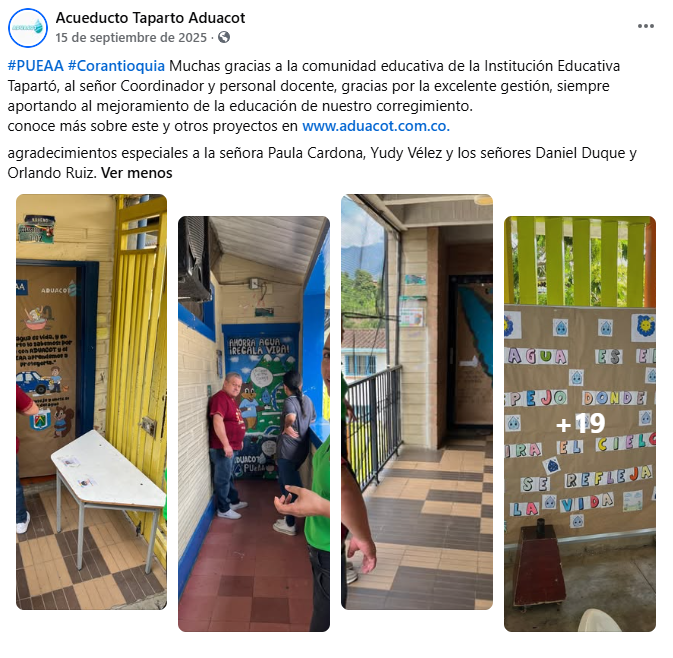 Acueducto Taparto Aduacot
15 de septiembre de 2025 ·
#PUEAA #Corantioquia Muchas gracias a la comunidad educativa de la Institución Educativa
Tapartó, al señor Coordinador y personal docente, gracias por la excelente gestión, siempre
aportando al mejoramiento de la educación de nuestro corregimiento.
conoce más sobre este y otros proyectos en www.aduacot.com.co.
agradecimientos especiales a la señora Paula Cardona, Yudy Vélez y los señores Daniel Duque y
Orlando Ruiz. Ver menos
ADUACOT
AHORRA AGUA
¡REGALA VIDA!
ADUACOT
PUEAA
AGUA ES EL
PEJO DONDE
IRA EL CIELO
SE REFLEJA
LA VIDA
+19